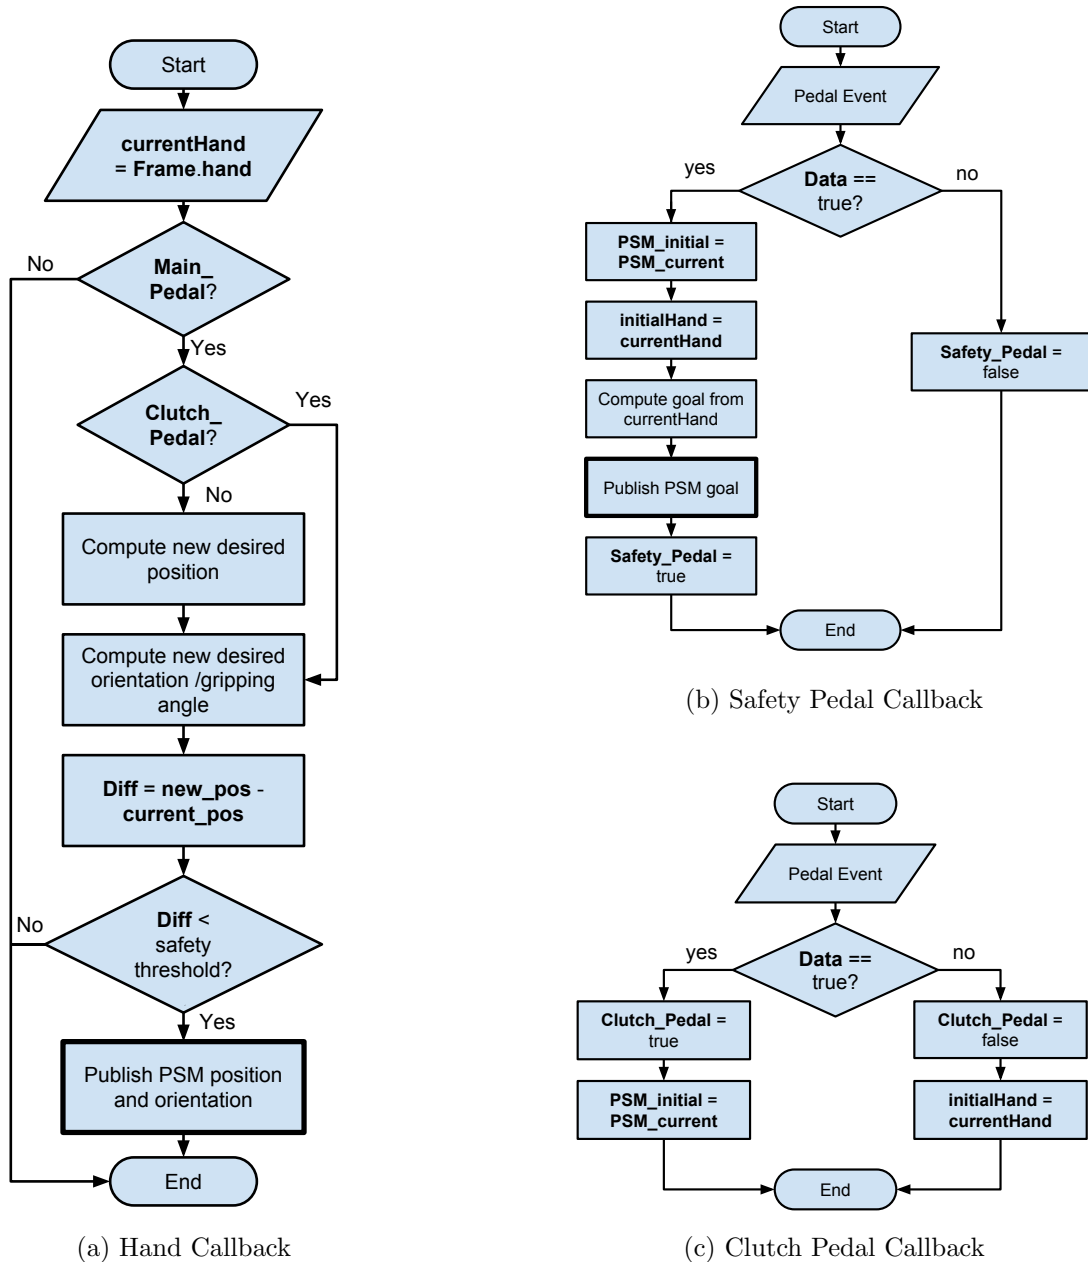 Start
currentHand
= Frame.hand
No
Main_
Pedal?
Yes
Yes
Clutch_
Pedal?
No
Compute new desired
position
Compute new desired
orientation /gripping
angle
Diff = new_pos -
current_pos
No
Diff <
safety
threshold?
Yes
Publish PSM position
and orientation
End
(a) Hand Callback
Start
Pedal Event
yes
Data ==
true?
no
PSM_initial =
PSM_current
initialHand =
currentHand
Compute goal from
currentHand
Publish PSM goal
Safety_Pedal =
true
Safety_Pedal =
false
End
(b) Safety Pedal Callback
Start
Pedal Event
yes
Data ==
true?
no
Clutch_Pedal =
true
PSM_initial =
PSM_current
Clutch_Pedal =
false
initialHand =
currentHand
End
(c) Clutch Pedal Callback